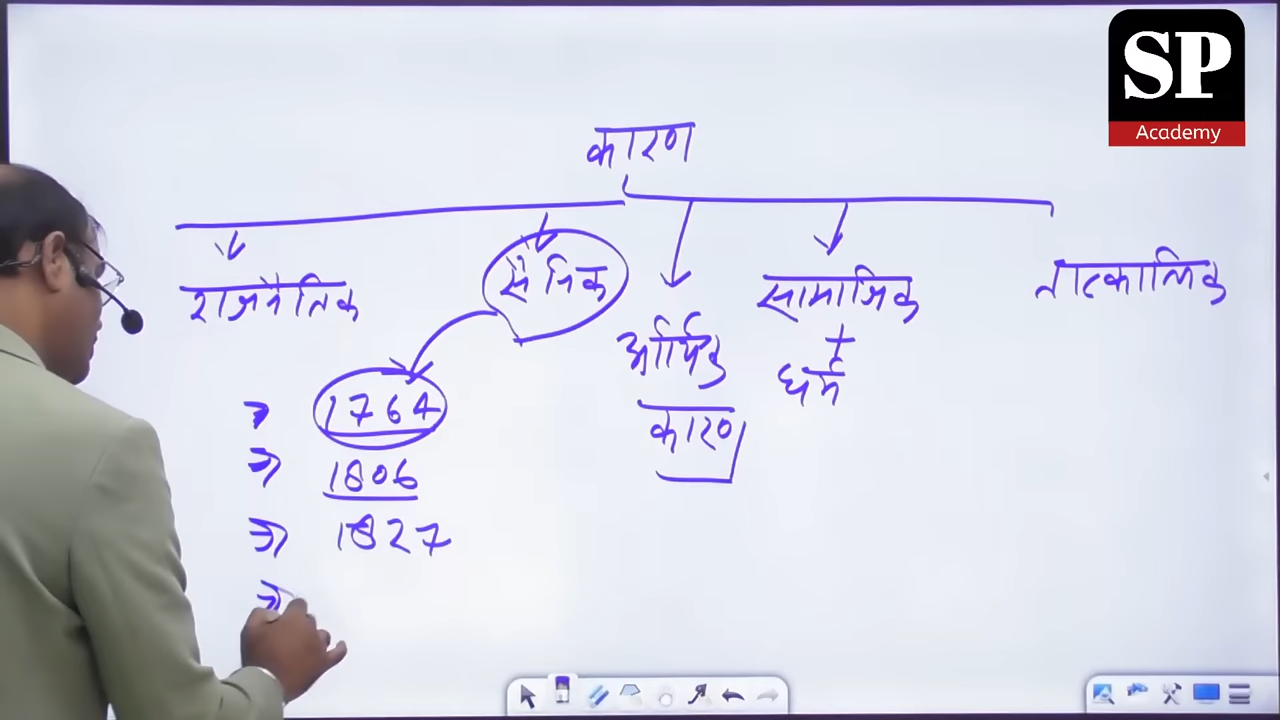 SP
Academy
कारण
राजनैतिक
सैनिक
आर्थिक
कारण
सामाजिक
+
धर्म
तात्कालिक
⇒ 1764
⇒ 1806
⇒ 1827
⇒